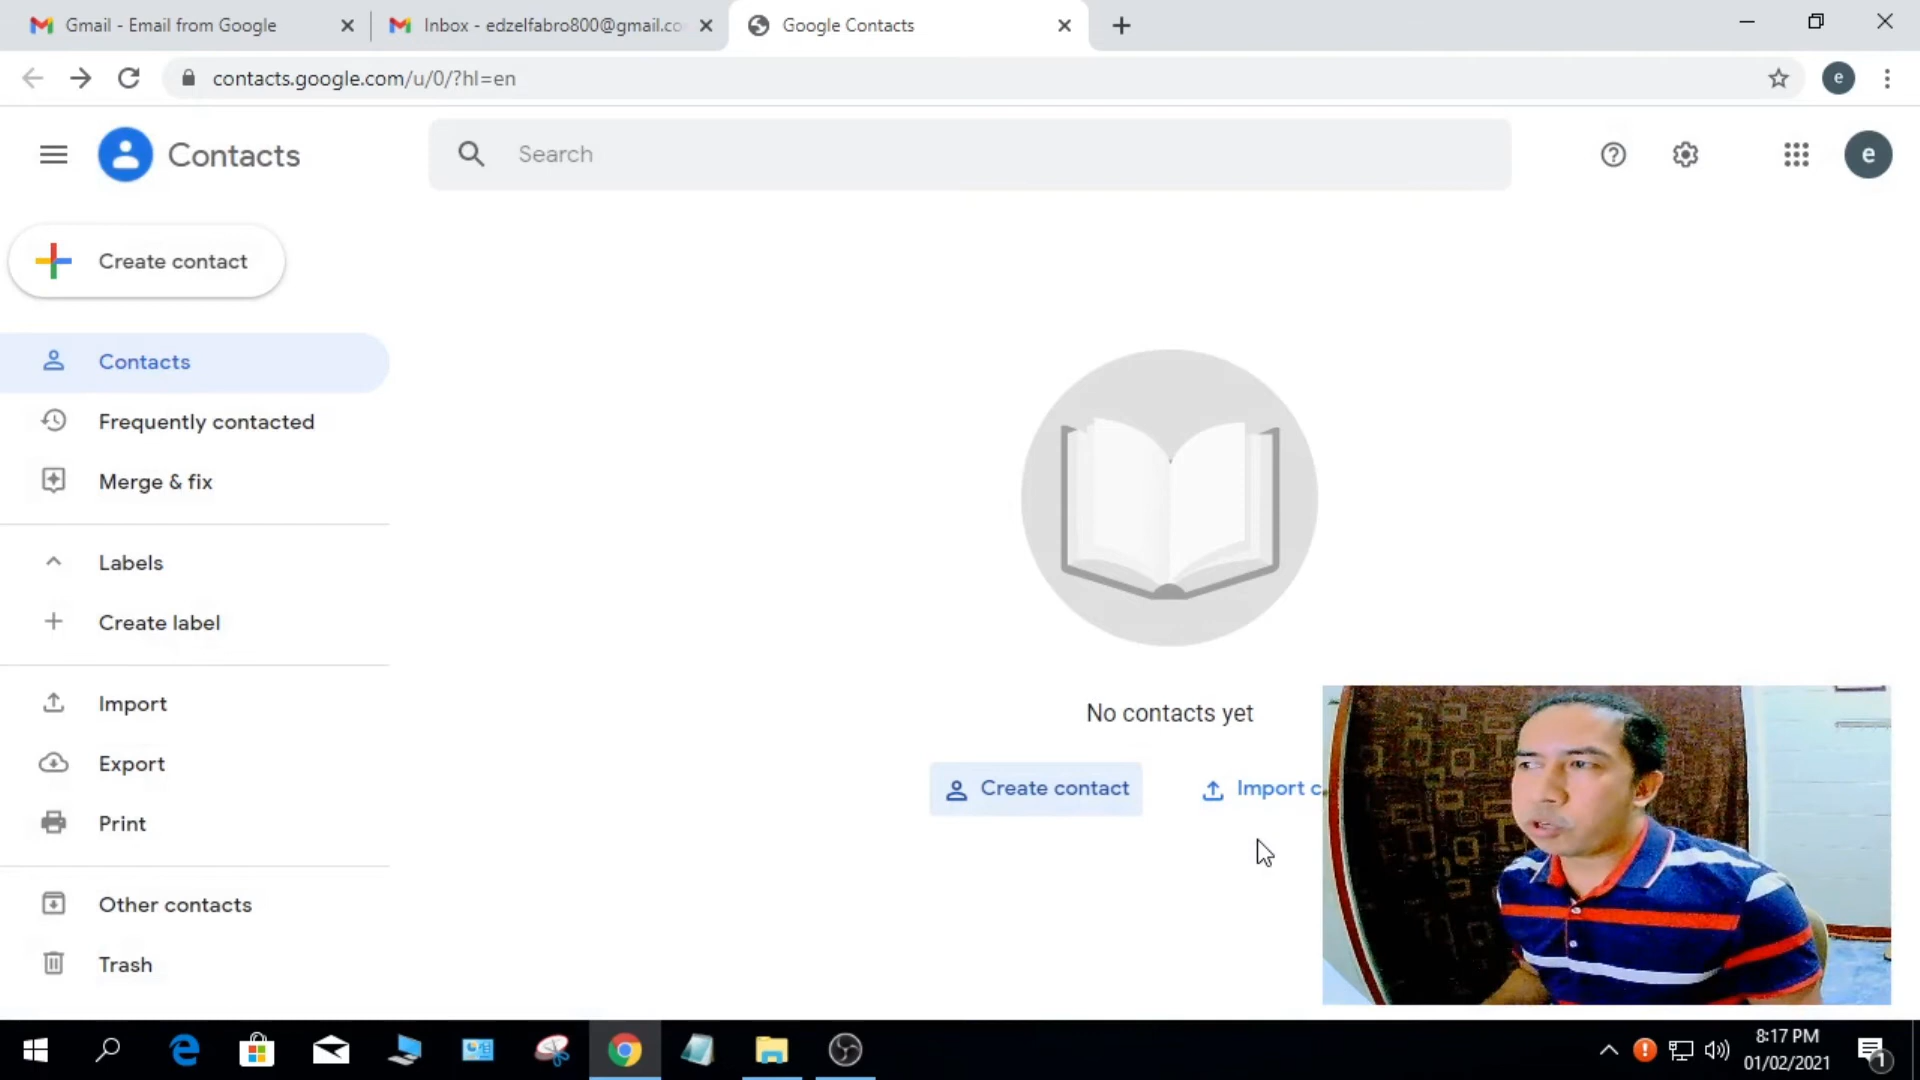 Gmail - Email from Google
Inbox - edzelfabro800@gmail.co
Google Contacts
contacts.google.com/u/0/?hl=en
e
Contacts
Search
e
Create contact
Contacts
Frequently contacted
Merge & fix
Labels
Create label
Import
Export
Print
Other contacts
Trash
No contacts yet
Create contact
Import c
8:17 PM
01/02/2021
1